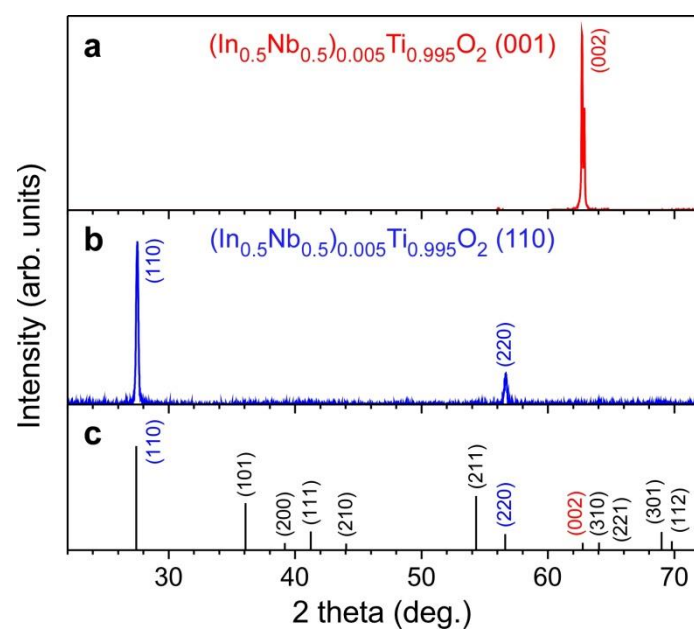 a
(In0.5Nb0.5)0.005Ti0.995O2 (001)
(002)
b
(In0.5Nb0.5)0.005Ti0.995O2 (110)
(110)
(220)
c
(110)
(101)
(200)
(111)
(210)
(211)
(220)
(002)
(310)
(221)
(301)
(112)
30 40 50 60 70
2 theta (deg.)
Intensity (arb. units)